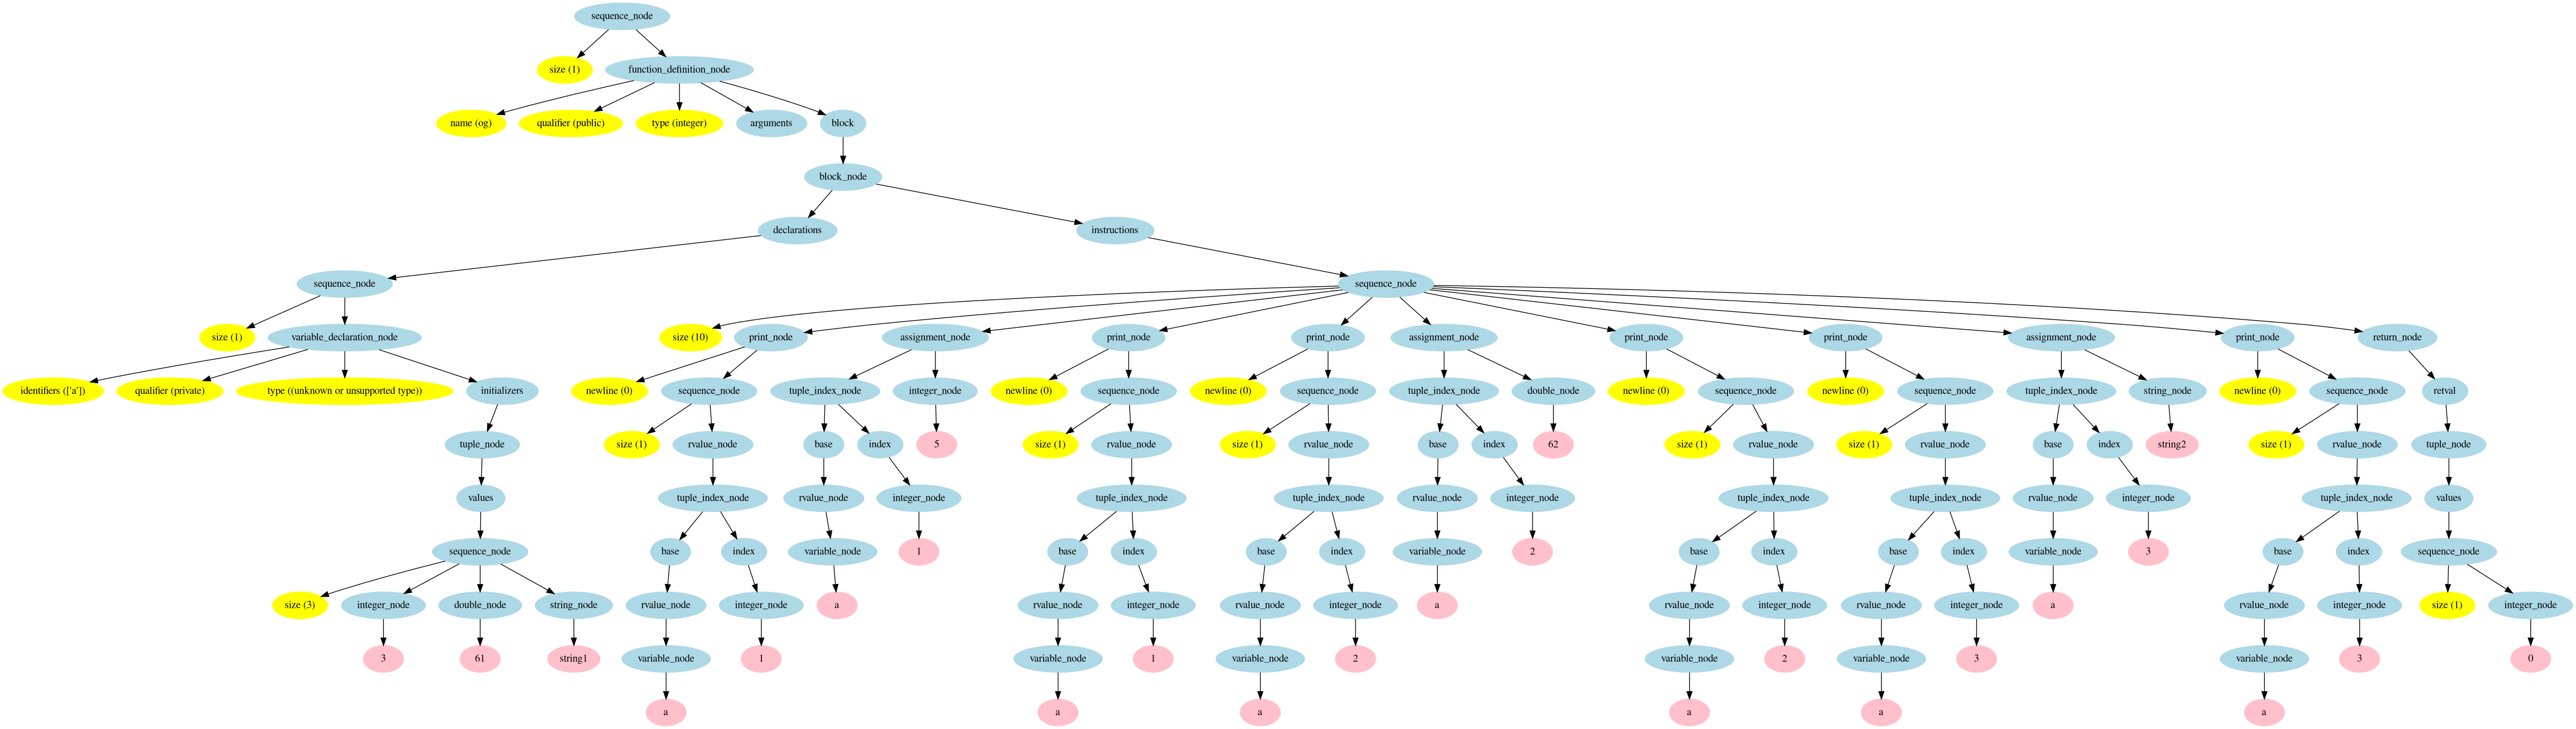 sequence_node
size (1) function_definition_node
name (og) qualifier (public) type (integer) arguments block
block_node
declarations instructions
sequence_node sequence_node
size (1) variable_declaration_node size (10) print_node assignment_node print_node print_node assignment_node print_node print_node assignment_node print_node return_node
identifiers (['a']) qualifier (private) type ((unknown or unsupported type)) initializers newline (0) sequence_node tuple_index_node integer_node newline (0) sequence_node newline (0) sequence_node tuple_index_node double_node newline (0) sequence_node newline (0) sequence_node tuple_index_node string_node newline (0) sequence_node retval
tuple_node size (1) rvalue_node base index 5 size (1) rvalue_node size (1) rvalue_node base index 62 size (1) rvalue_node size (1) rvalue_node base index string2 size (1) rvalue_node tuple_node
values tuple_index_node rvalue_node integer_node tuple_index_node tuple_index_node rvalue_node integer_node tuple_index_node tuple_index_node rvalue_node integer_node tuple_index_node values
sequence_node base index variable_node 1 base index base index variable_node 2 base index base index variable_node 3 base index sequence_node
size (3) integer_node double_node string_node rvalue_node integer_node a rvalue_node integer_node rvalue_node integer_node a rvalue_node integer_node rvalue_node integer_node a rvalue_node integer_node size (1) integer_node
3 61 string1 variable_node 1 variable_node 1 variable_node 2 variable_node 2 variable_node 3 variable_node 3 0
a a a a a a